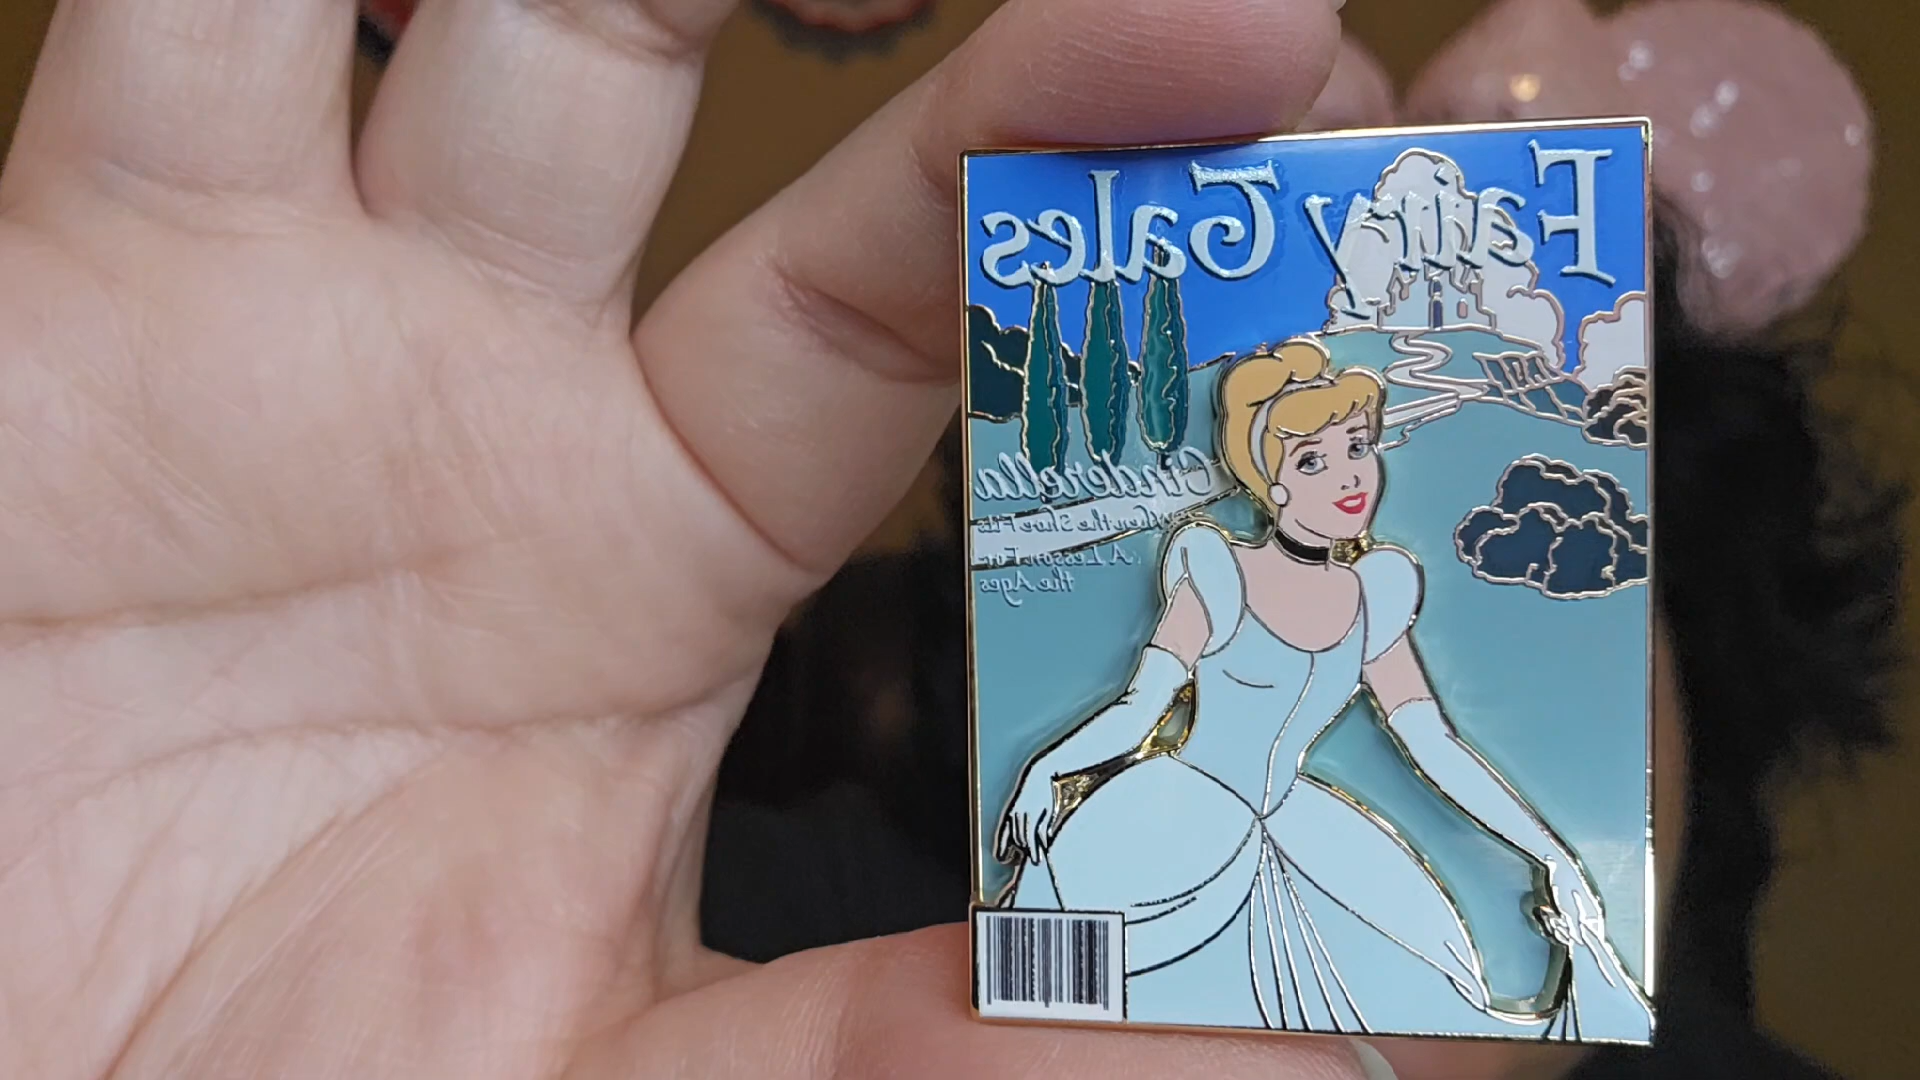 Fairy Tales
Cinderella
When the Shoe Fits
A Lesson For
the Ages